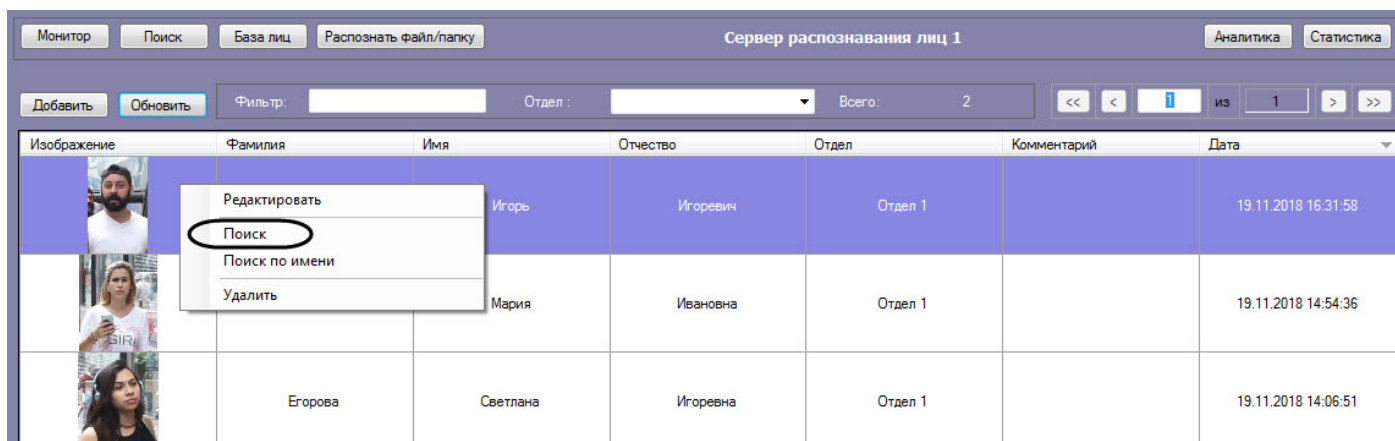 Монитор Поиск База лиц Распознать файл/папку Сервер распознавания лиц 1 Аналитика Статистика
Добавить Обновить Фильтр: Отдел : Всего: 2 << < 1 из 1 > >>
Изображение Фамилия Имя Отчество Отдел Комментарий Дата
Редактировать
Игорь Игоревич Отдел 1 19.11.2018 16:31:58
Поиск
Поиск по имени
Удалить
Мария Ивановна Отдел 1 19.11.2018 14:54:36
GIRL
Егорова Светлана Игоревна Отдел 1 19.11.2018 14:06:51